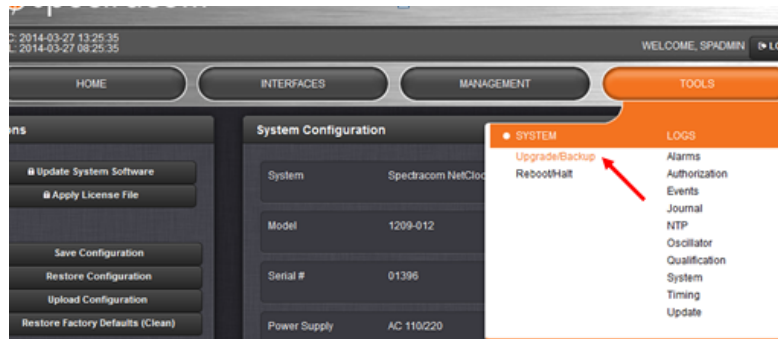 C: 2014-03-27 13:25:35
L: 2014-03-27 08:25:35
WELCOME, SPADMIN
HOME
INTERFACES
MANAGEMENT
TOOLS
ons
System Configuration
SYSTEM
LOGS
Upgrade/Backup
Alarms
Reboot/Halt
Authorization
Events
Journal
NTP
Oscillator
Qualification
System
Timing
Update
Update System Software
Apply License File
System
Spectracom NetCloc
Model
1209-012
Save Configuration
Restore Configuration
Serial #
01396
Upload Configuration
Restore Factory Defaults (Clean)
Power Supply
AC 110/220